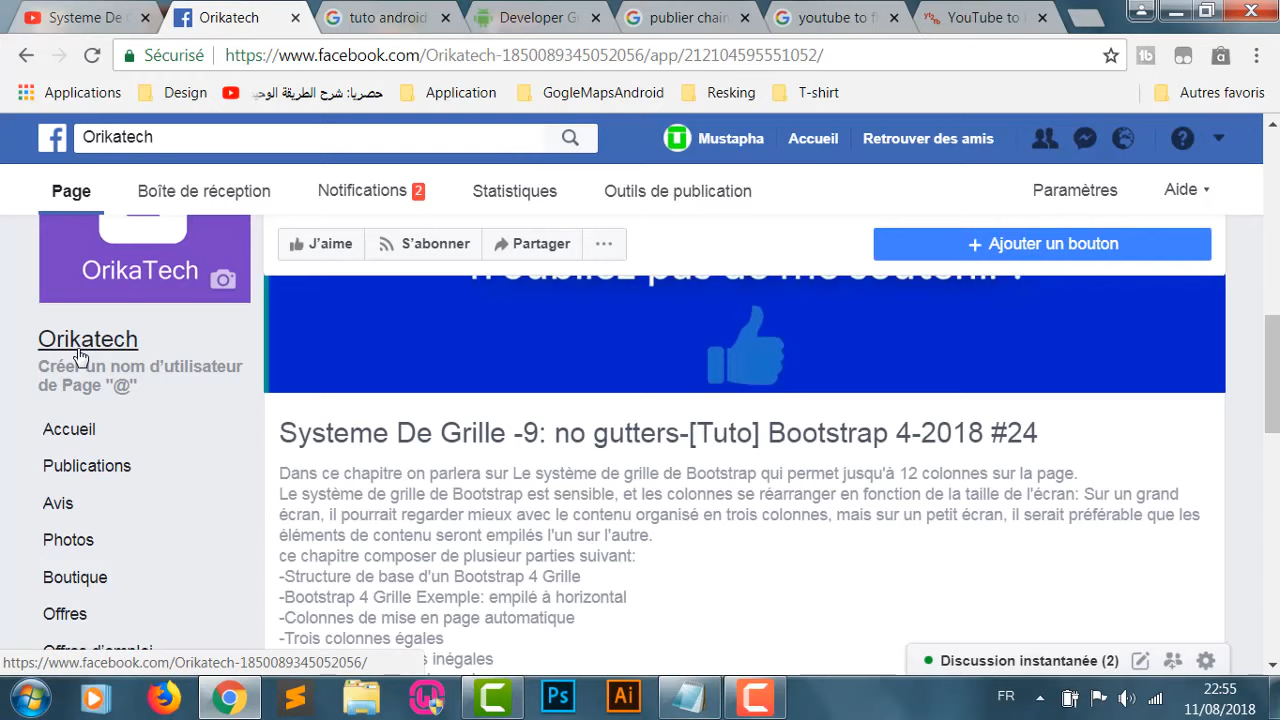 Systeme De
Orikatech
tuto android
Developer G
publier chain
youtube to f
YouTube to
Sécurisé
https://www.facebook.com/Orikatech-1850089345052056/app/212104595551052/
Applications
Design
حصريا: شرح الطريقة الوحي
Application
GogleMapsAndroid
Resking
T-shirt
Autres favoris
Orikatech
Mustapha
Accueil
Retrouver des amis
Page
Boîte de réception
Notifications 2
Statistiques
Outils de publication
Paramètres
Aide
OrikaTech
J'aime
S'abonner
Partager
+ Ajouter un bouton
Orikatech
Créer un nom d'utilisateur
de Page "@"
Accueil
Publications
Avis
Photos
Boutique
Offres
Offres d'emploi
Systeme De Grille -9: no gutters-[Tuto] Bootstrap 4-2018 #24
Dans ce chapitre on parlera sur Le système de grille de Bootstrap qui permet jusqu'à 12 colonnes sur la page.
Le système de grille de Bootstrap est sensible, et les colonnes se réarranger en fonction de la taille de l'écran: Sur un grand
écran, il pourrait regarder mieux avec le contenu organisé en trois colonnes, mais sur un petit écran, il serait préférable que les
éléments de contenu seront empilés l'un sur l'autre.
ce chapitre composer de plusieur parties suivant:
-Structure de base d'un Bootstrap 4 Grille
-Bootstrap 4 Grille Exemple: empilé à horizontal
-Colonnes de mise en page automatique
-Trois colonnes égales
inégales
https://www.facebook.com/Orikatech-1850089345052056/
Discussion instantanée (2)
Ps
Ai
FR
22:55
11/08/2018